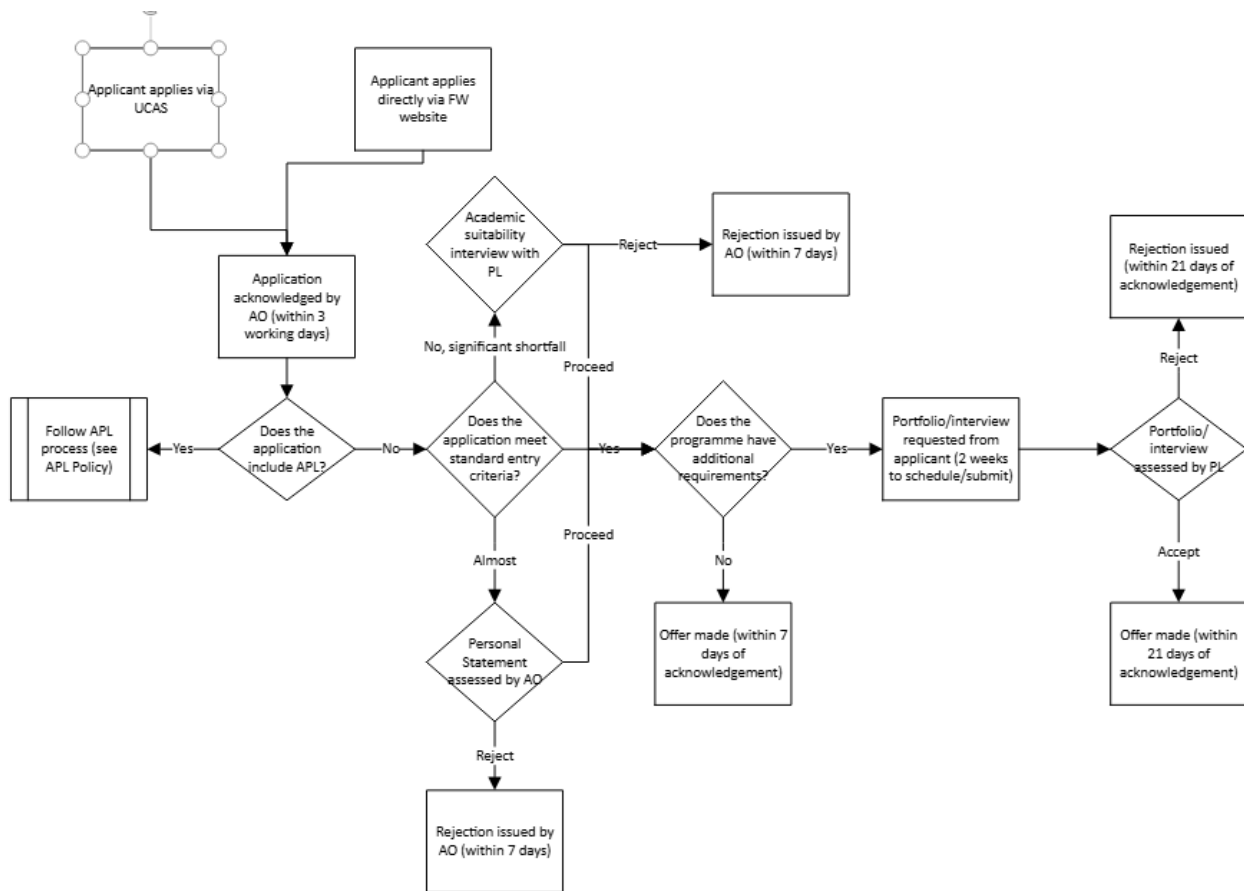 Applicant applies via
UCAS
Applicant applies
directly via FW
website
Application
acknowledged by
AO (within 3
working days)
Academic
suitability
interview with
PL
Reject
Rejection issued by
AO (within 7 days)
Rejection issued
(within 21 days of
acknowledgement)
No, significant shortfall
Proceed
Reject
Follow APL
process (see
APL Policy)
Yes
Does the
application
include APL?
No
Does the
application meet
standard entry
criteria?
Yes
Does the
programme have
additional
requirements?
Yes
Portfolio/interview
requested from
applicant (2 weeks
to schedule/submit)
Portfolio/
interview
assessed by PL
Proceed
Almost
No
Accept
Personal
Statement
assessed by AO
Offer made (within 7
days of
acknowledgement)
Offer made (within
21 days of
acknowledgement)
Reject
Rejection issued by
AO (within 7 days)